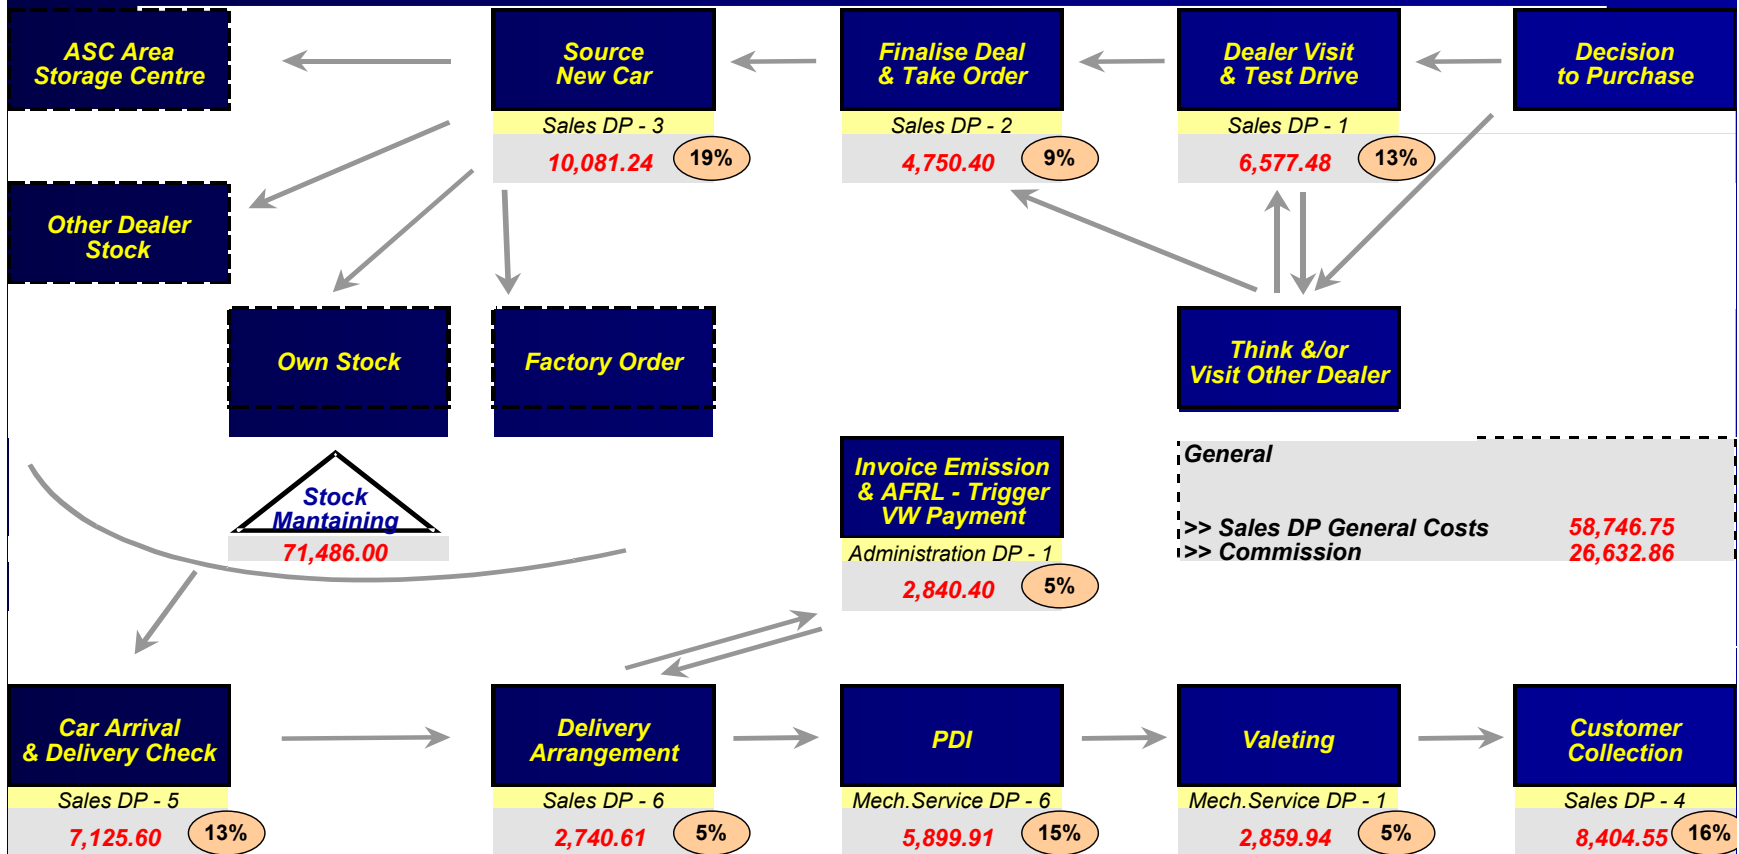 ASC Area
Storage Centre
Source
New Car
Finalise Deal
& Take Order
Dealer Visit
& Test Drive
Decision
to Purchase
Sales DP - 3
Sales DP - 2
Sales DP - 1
10,081.24
19%
4,750.40
9%
6,577.48
13%
Other Dealer
Stock
Own Stock
Factory Order
Think &/or
Visit Other Dealer
Stock
Mantaining
71,486.00
Invoice Emission
& AFRL - Trigger
VW Payment
Administration DP - 1
2,840.40
5%
General
>> Sales DP General Costs 58,746.75
>> Commission 26,632.86
Car Arrival
& Delivery Check
Delivery
Arrangement
PDI
Valeting
Customer
Collection
Sales DP - 5
Sales DP - 6
Mech.Service DP - 6
Mech.Service DP - 1
Sales DP - 4
7,125.60
13%
2,740.61
5%
5,899.91
15%
2,859.94
5%
8,404.55
16%